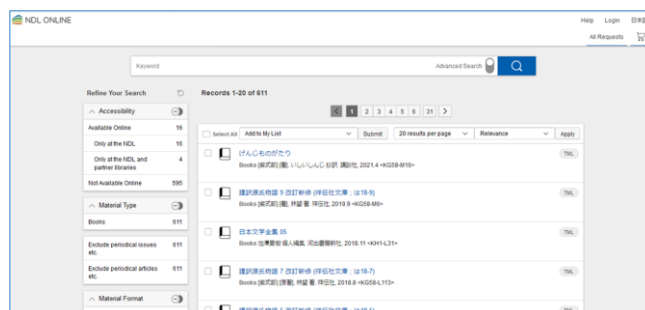 NDL ONLINE
Help Login 日本語
All Requests
Keyword
Advanced Search
Refine Your Search
Records 1-20 of 611
Accessibility
1 2 3 4 5 6 31
Available Online 16
Select All Add to My List Submit 20 results per page Relevance Apply
Only at the NDL 16
Only at the NDL and partner libraries 4
Not Available Online 595
げんじものがたり TML
Books [紫式部] [著], いしいしんじ 訳. 講談社, 2021.4 <KG58-M16>
Material Type
Books 611
謹訳源氏物語 9 改訂新修 (祥伝社文庫 ; は18-9) TML
Books [紫式部] [著], 林望 著. 祥伝社, 2019.9 <KG58-M6>
Exclude periodical issues etc. 611
日本文学全集 05 TML
Books 池澤夏樹 個人編集. 河出書房新社, 2018.11 <KH1-L31>
Exclude periodical articles etc. 611
Material Format
謹訳源氏物語 7 改訂新修 (祥伝社文庫 ; は18-7) TML
Books [紫式部] [原著], 林望 著. 祥伝社, 2018.8 <KG58-L113>